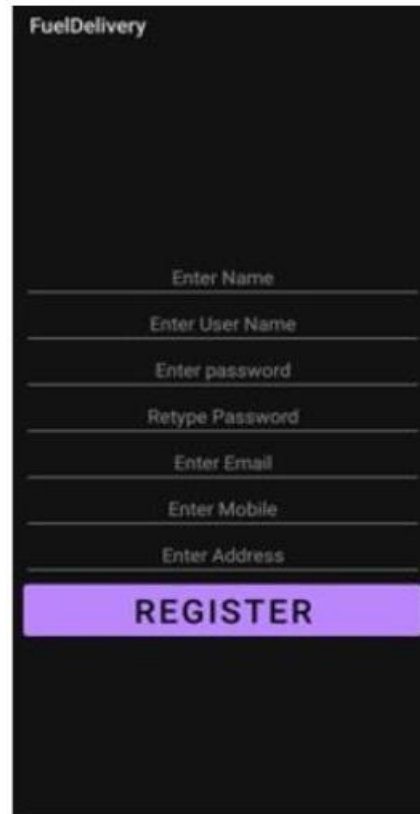 FuelDelivery
Enter Name
Enter User Name
Enter password
Retype Password
Enter Email
Enter Mobile
Enter Address
REGISTER